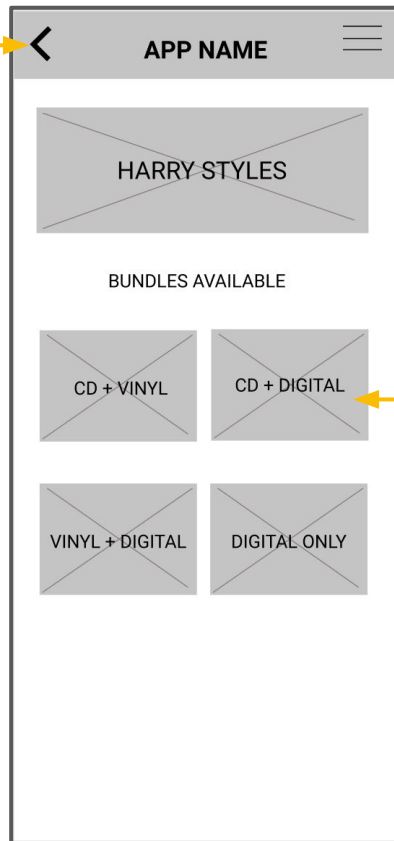 APP NAME
HARRY STYLES
BUNDLES AVAILABLE
CD + VINYL
CD + DIGITAL
VINYL + DIGITAL
DIGITAL ONLY